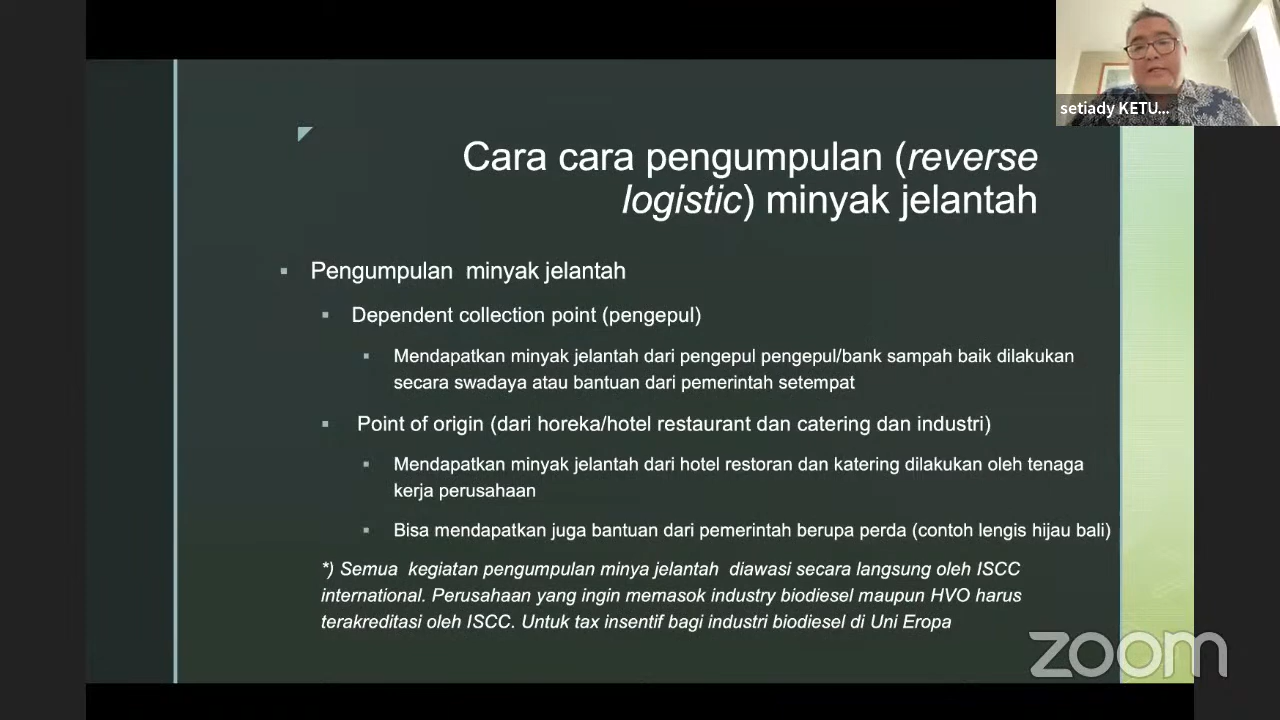 setiady KETU...
Cara cara pengumpulan (reverse
logistic) minyak jelantah
Pengumpulan minyak jelantah
Dependent collection point (pengepul)
Mendapatkan minyak jelantah dari pengepul pengepul/bank sampah baik dilakukan
secara swadaya atau bantuan dari pemerintah setempat
Point of origin (dari horeka/hotel restaurant dan catering dan industri)
Mendapatkan minyak jelantah dari hotel restoran dan katering dilakukan oleh tenaga
kerja perusahaan
Bisa mendapatkan juga bantuan dari pemerintah berupa perda (contoh lengis hijau bali)
*) Semua kegiatan pengumpulan minya jelantah diawasi secara langsung oleh ISCC
international. Perusahaan yang ingin memasok industry biodiesel maupun HVO harus
terakreditasi oleh ISCC. Untuk tax insentif bagi industri biodiesel di Uni Eropa
zoom